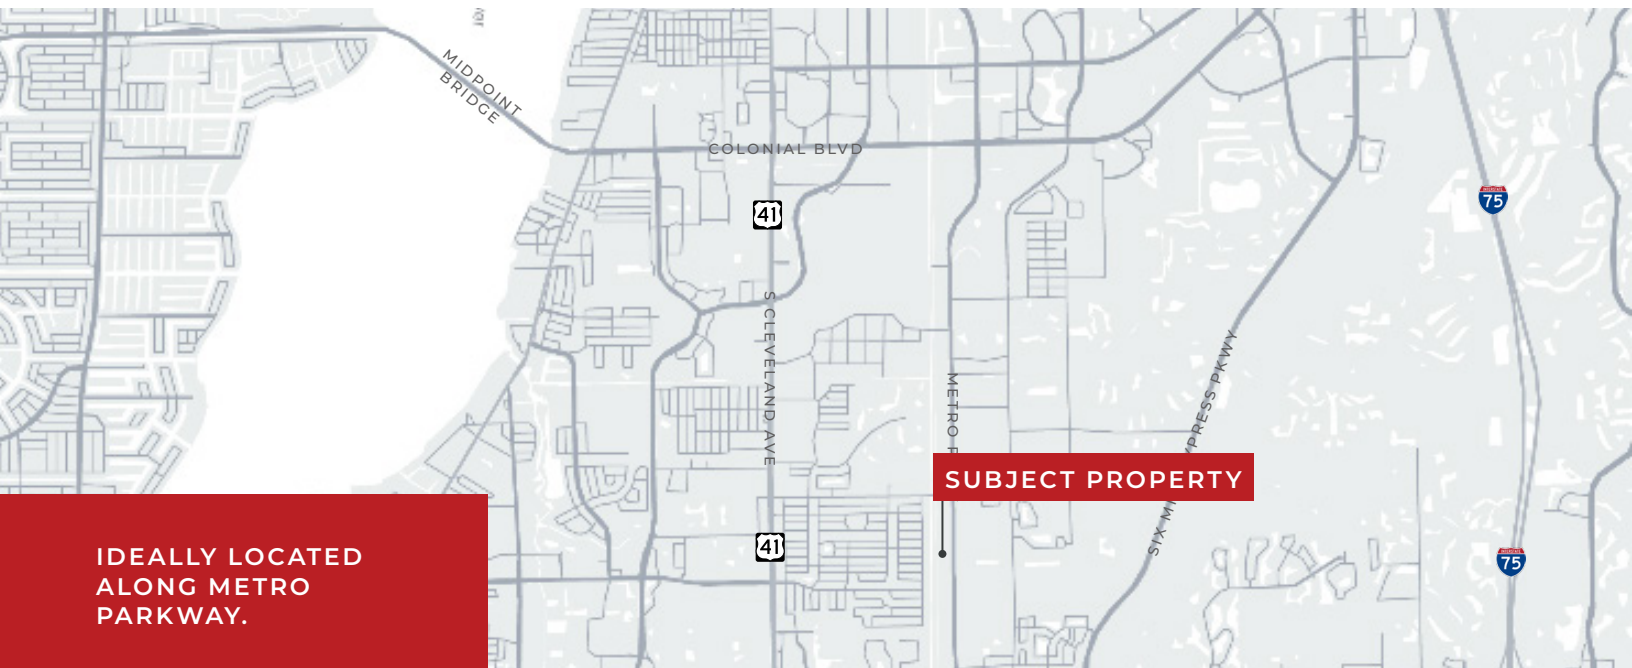 MIDPOINT
BRIDGE
COLONIAL BLVD
41
75
S CLEVELAND AVE
METRO
SUBJECT PROPERTY
41
75
IDEALLY LOCATED
ALONG METRO
PARKWAY.